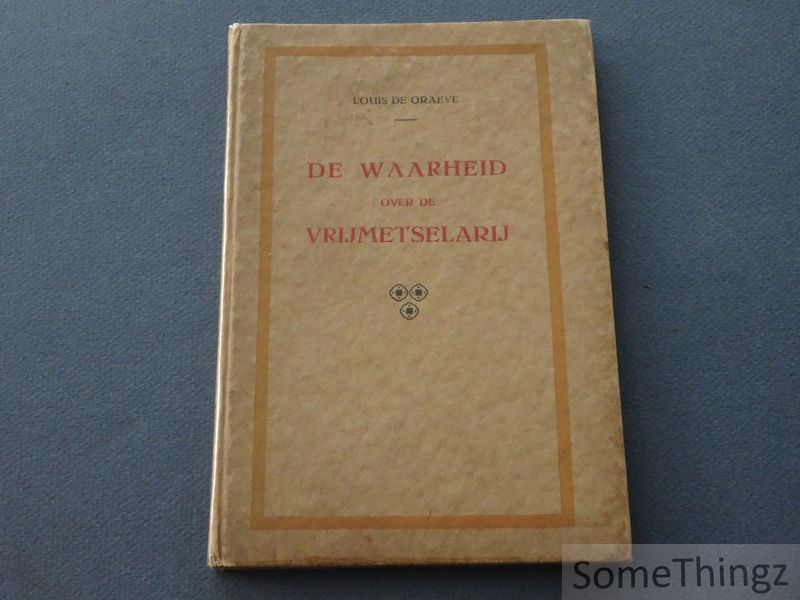 LOUIS DE GRAEVE
DE WAARHEID
OVER DE
VRIJMETSELARIJ
SomeThingz